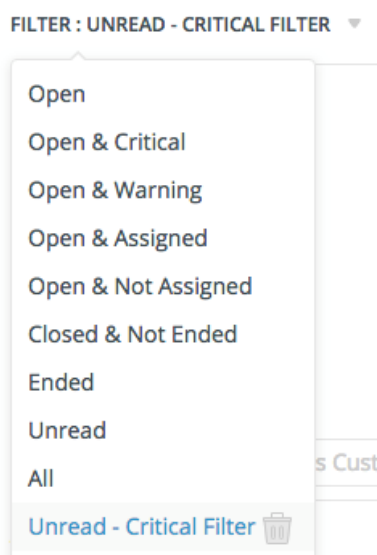 FILTER : UNREAD - CRITICAL FILTER
Open
Open & Critical
Open & Warning
Open & Assigned
Open & Not Assigned
Closed & Not Ended
Ended
Unread
s Cust
All
Unread - Critical Filter